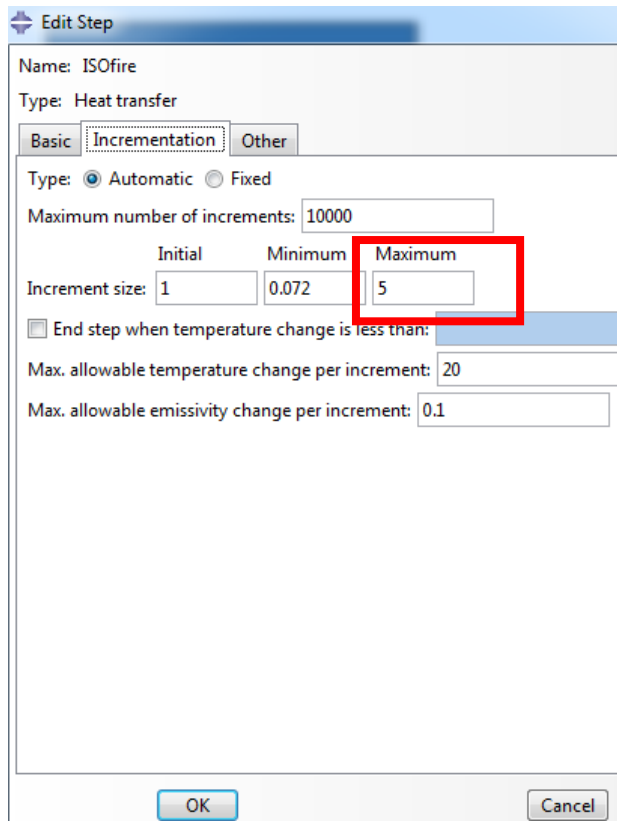 Edit Step
Name: ISOfire
Type: Heat transfer
Basic Incrementation Other
Type: Automatic Fixed
Maximum number of increments: 10000
Initial Minimum Maximum
Increment size: 1 0.072 5
End step when temperature change is less than:
Max. allowable temperature change per increment: 20
Max. allowable emissivity change per increment: 0.1
OK Cancel